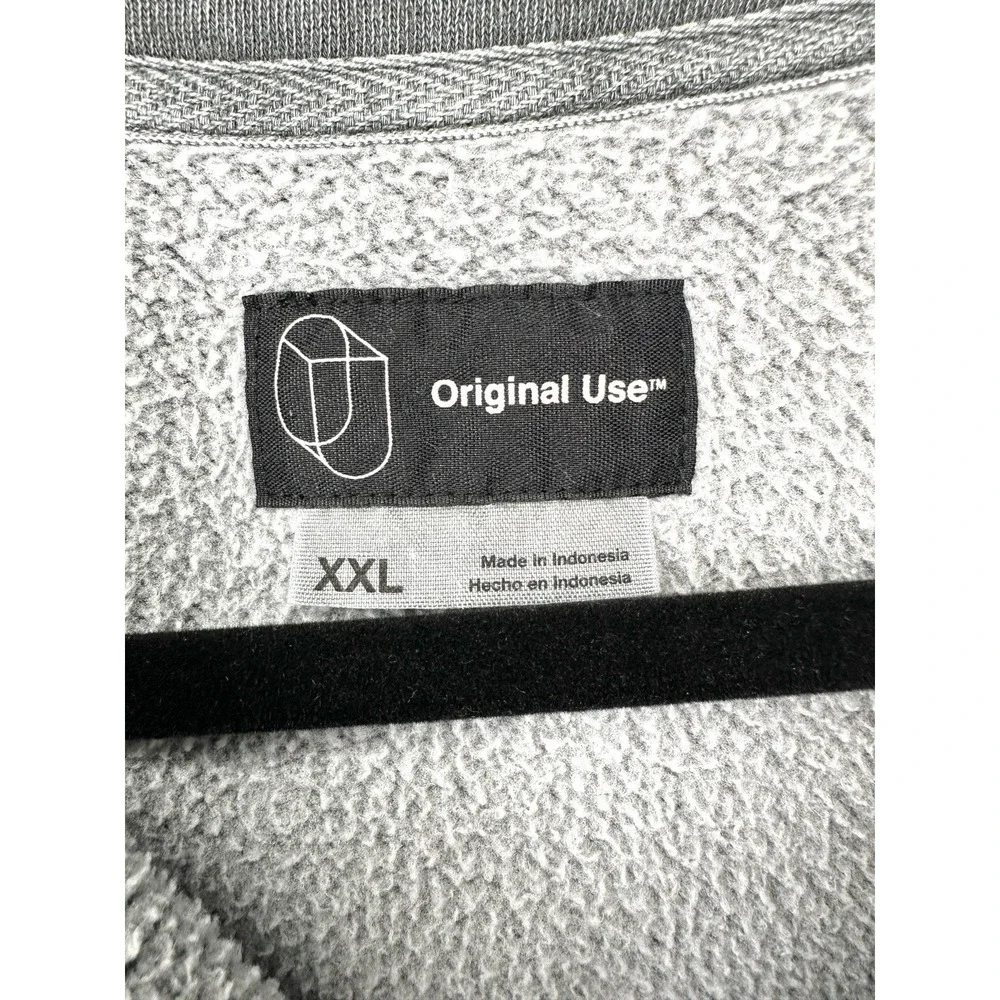 Original Use™
XXL
Made in Indonesia
Hecho en Indonesia